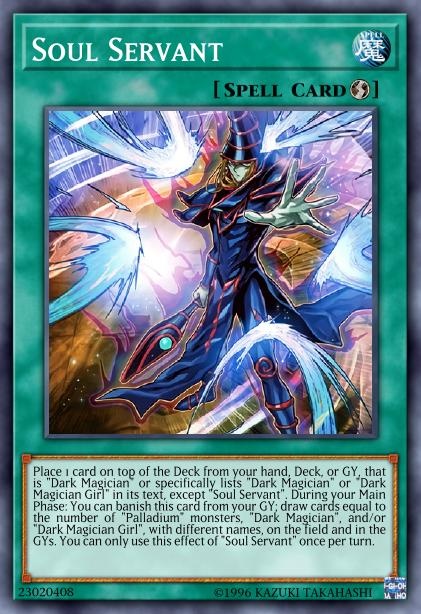 Soul Servant
SPELL
魔
[Spell Card]
Place 1 card on top of the Deck from your hand, Deck, or GY, that
is "Dark Magician" or specifically lists "Dark Magician" or "Dark
Magician Girl" in its text, except "Soul Servant". During your Main
Phase: You can banish this card from your GY; draw cards equal to
the number of "Palladium" monsters, "Dark Magician", and/or
"Dark Magician Girl", with different names, on the field and in the
GYs. You can only use this effect of "Soul Servant" once per turn.
23020408
©1996 KAZUKI TAKAHASHI